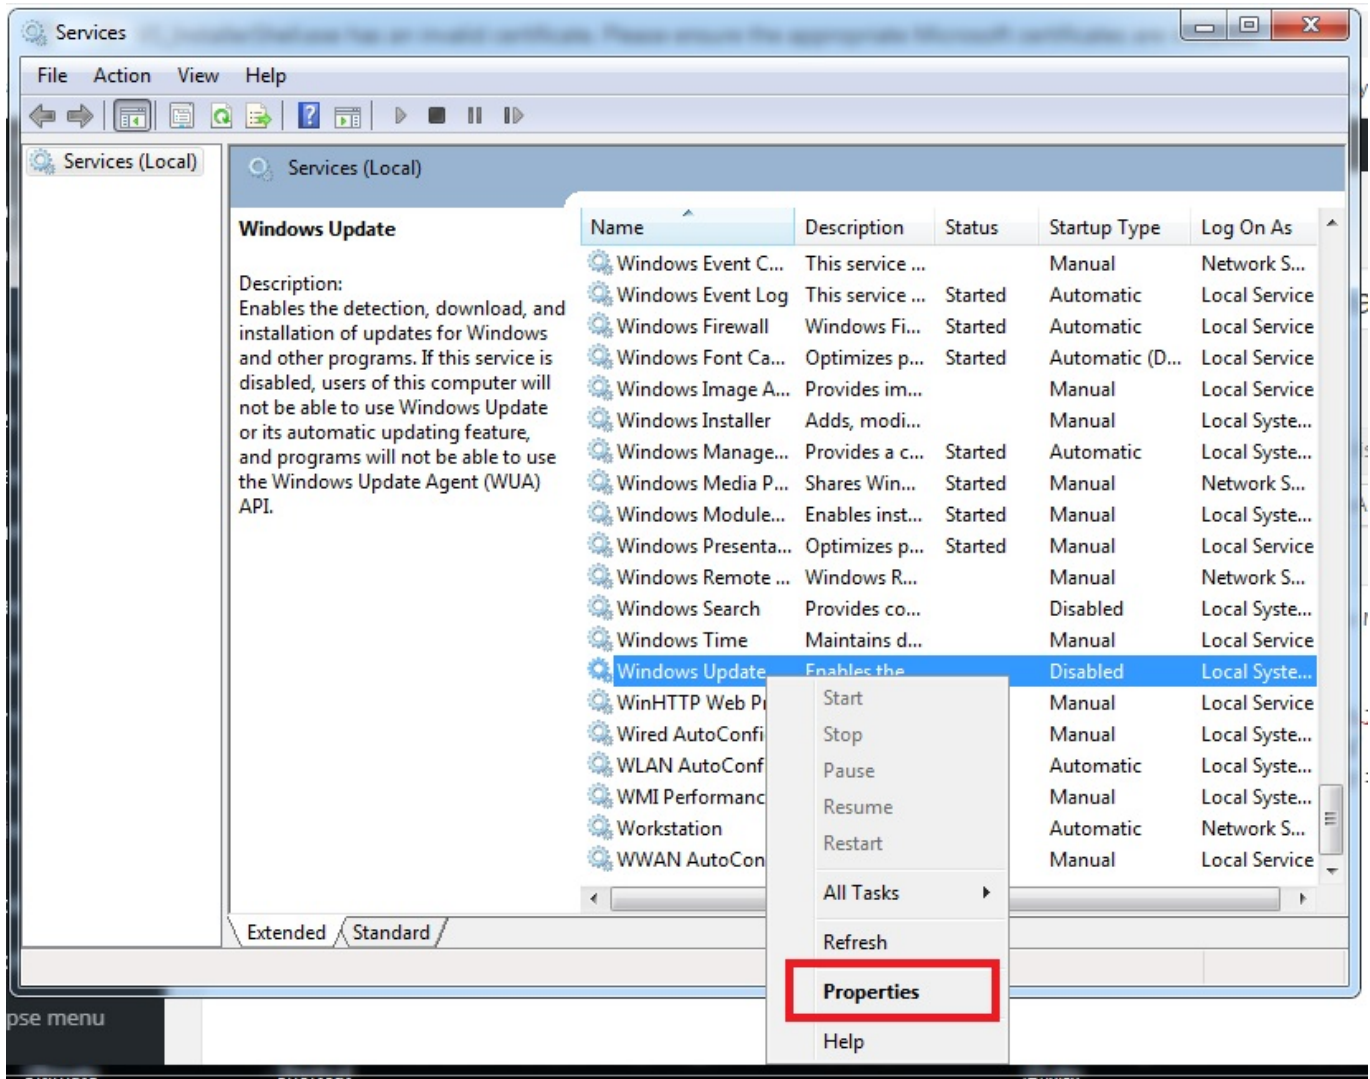 Services
File Action View Help
Services (Local)
Services (Local)
Windows Update
Description:
Enables the detection, download, and
installation of updates for Windows
and other programs. If this service is
disabled, users of this computer will
not be able to use Windows Update
or its automatic updating feature,
and programs will not be able to use
the Windows Update Agent (WUA)
API.
Name Description Status Startup Type Log On As
Windows Event C... This service ... Manual Network S...
Windows Event Log This service ... Started Automatic Local Service
Windows Firewall Windows Fi... Started Automatic Local Service
Windows Font Ca... Optimizes p... Started Automatic (D... Local Service
Windows Image A... Provides im... Manual Local Service
Windows Installer Adds, modi... Manual Local Syste...
Windows Manage... Provides a c... Started Automatic Local Syste...
Windows Media P... Shares Win... Started Manual Network S...
Windows Module... Enables inst... Started Manual Local Syste...
Windows Presenta... Optimizes p... Started Manual Local Service
Windows Remote ... Windows R... Manual Network S...
Windows Search Provides co... Disabled Local Syste...
Windows Time Maintains d... Manual Local Service
Windows Update Enables the Disabled Local Syste...
WinHTTP Web P Manual Local Service
Wired AutoConfi Manual Local Syste...
WLAN AutoConf Automatic Local Syste...
WMI Performanc Manual Local Syste...
Workstation Automatic Network S...
WWAN AutoCon Manual Local Service
Start
Stop
Pause
Resume
Restart
All Tasks
Refresh
Properties
Help
Extended Standard
pse menu